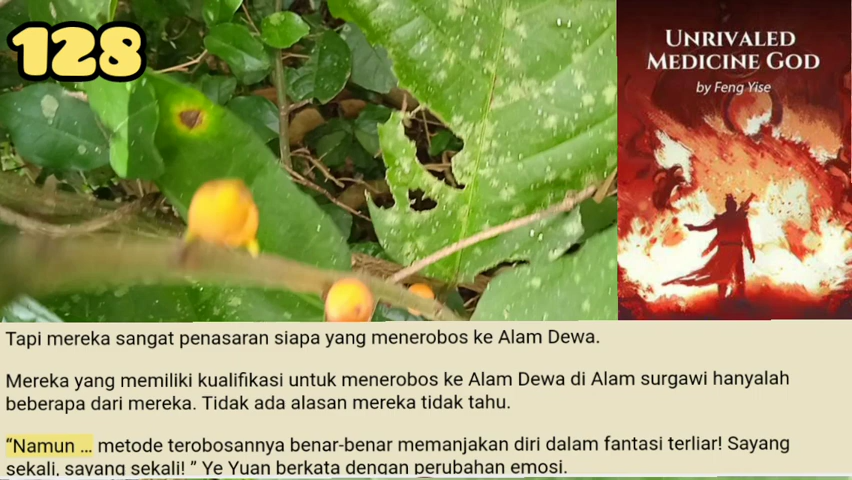 128
UNRIVALED
MEDICINE GOD
by Feng Yise
Tapi mereka sangat penasaran siapa yang menerobos ke Alam Dewa.
Mereka yang memiliki kualifikasi untuk menerobos ke Alam Dewa di Alam surgawi hanyalah
beberapa dari mereka. Tidak ada alasan mereka tidak tahu.
“Namun ... metode terobosannya benar-benar memanjakan diri dalam fantasi terliar! Sayang
sekali, sayang sekali! ” Ye Yuan berkata dengan perubahan emosi.